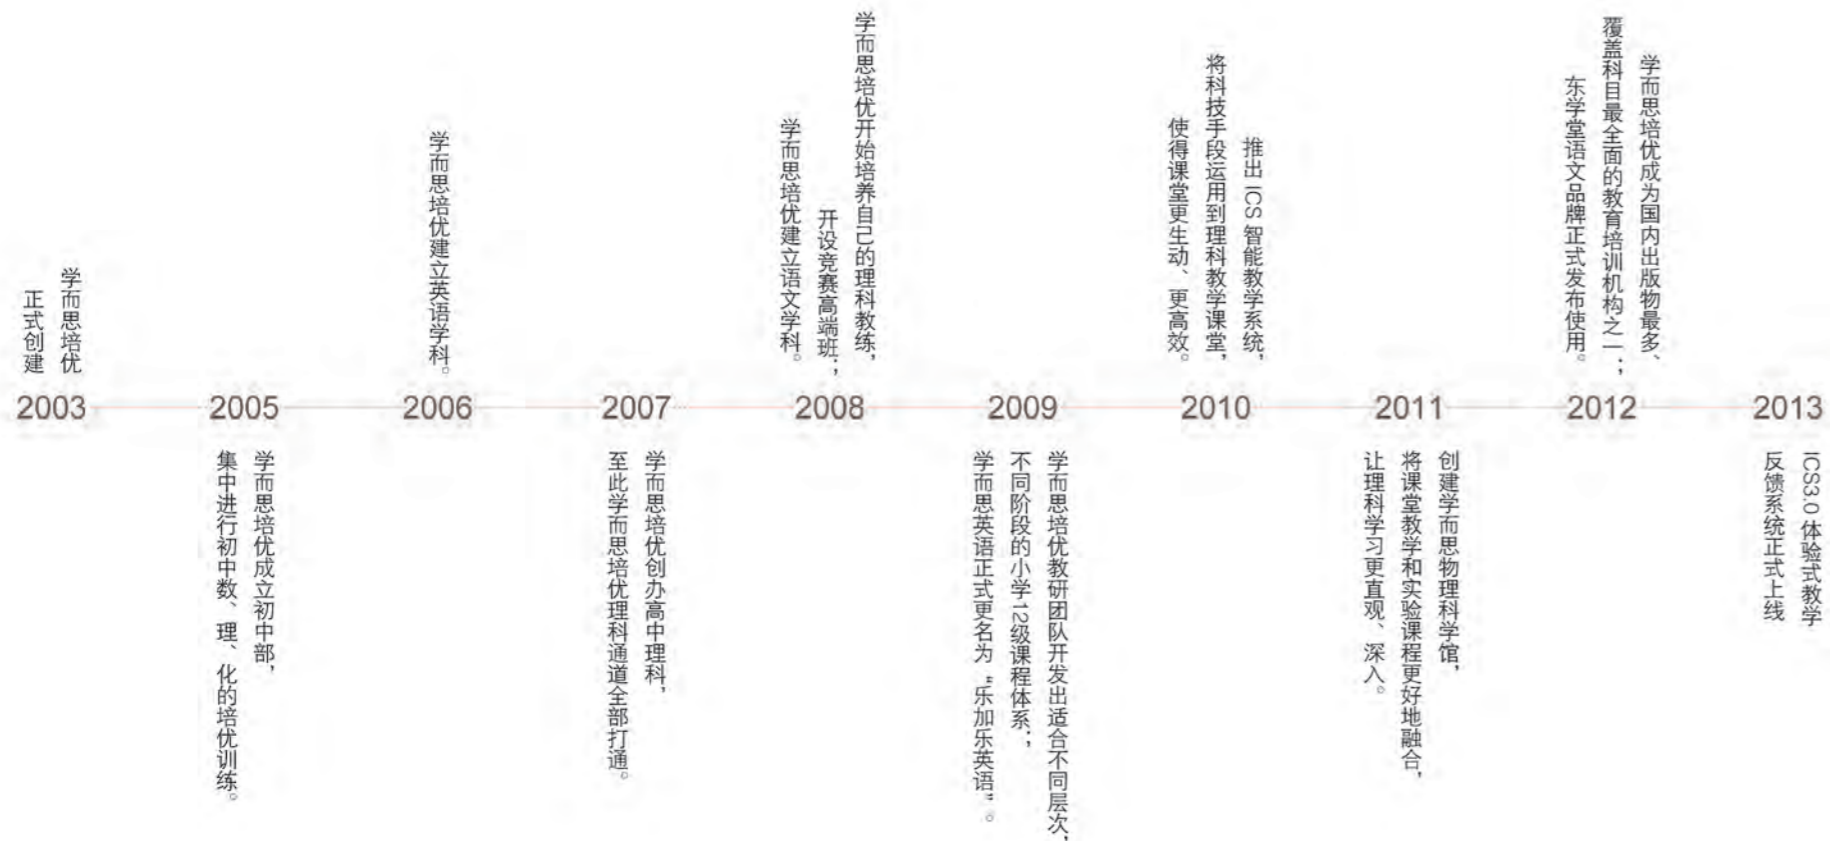 2003
学而思培优
正式创建
2005
学而思培优成立初中部，
集中进行初中数、理、化的培优训练。
2006
学而思培优建立英语学科。
2007
学而思培优创办高中理科，
至此学而思培优理科通道全部打通。
2008
学而思培优开始培养自己的理科教练，
开设竞赛高端班；
学而思培优建立语文学科。
2009
学而思培优教研团队开发出适合不同层次，
不同阶段的小学12级课程体系；
学而思英语正式更名为“乐加乐英语”。
2010
推出 ICS 智能教学系统，
将科技手段运用到理科教学课堂，
使得课堂更生动、更高效。
2011
创建学而思物理科学馆，
将课堂教学和实验课程更好地融合，
让理科学习更直观、深入。
2012
学而思培优成为国内出版物最多、
覆盖科目最全面的教育培训机构之一；
东学堂语文品牌正式发布使用。
2013
ICS3.0 体验式教学
反馈系统正式上线